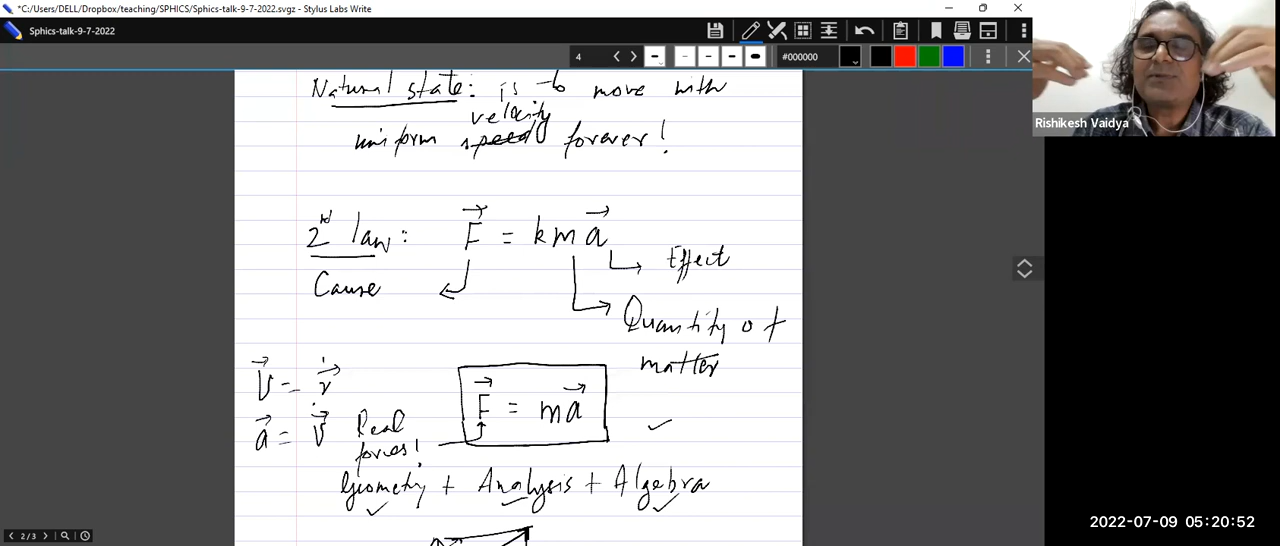 *C:/Users/DELL/Dropbox/teaching/SPHICS/Sphics-talk-9-7-2022.svgz - Stylus Labs Write
Sphics-talk-9-7-2022
4
#000000
Rishikesh Vaidya
Natural state: is to move with
velocity
uniform speed forever!
2nd law: F = kma
Effect
Cause
Quantity of
matter
v = ṙ
F = ma
a = v̇ Real
forces!
Geometry + Analysis + Algebra
2/3
2022-07-09 05:20:52